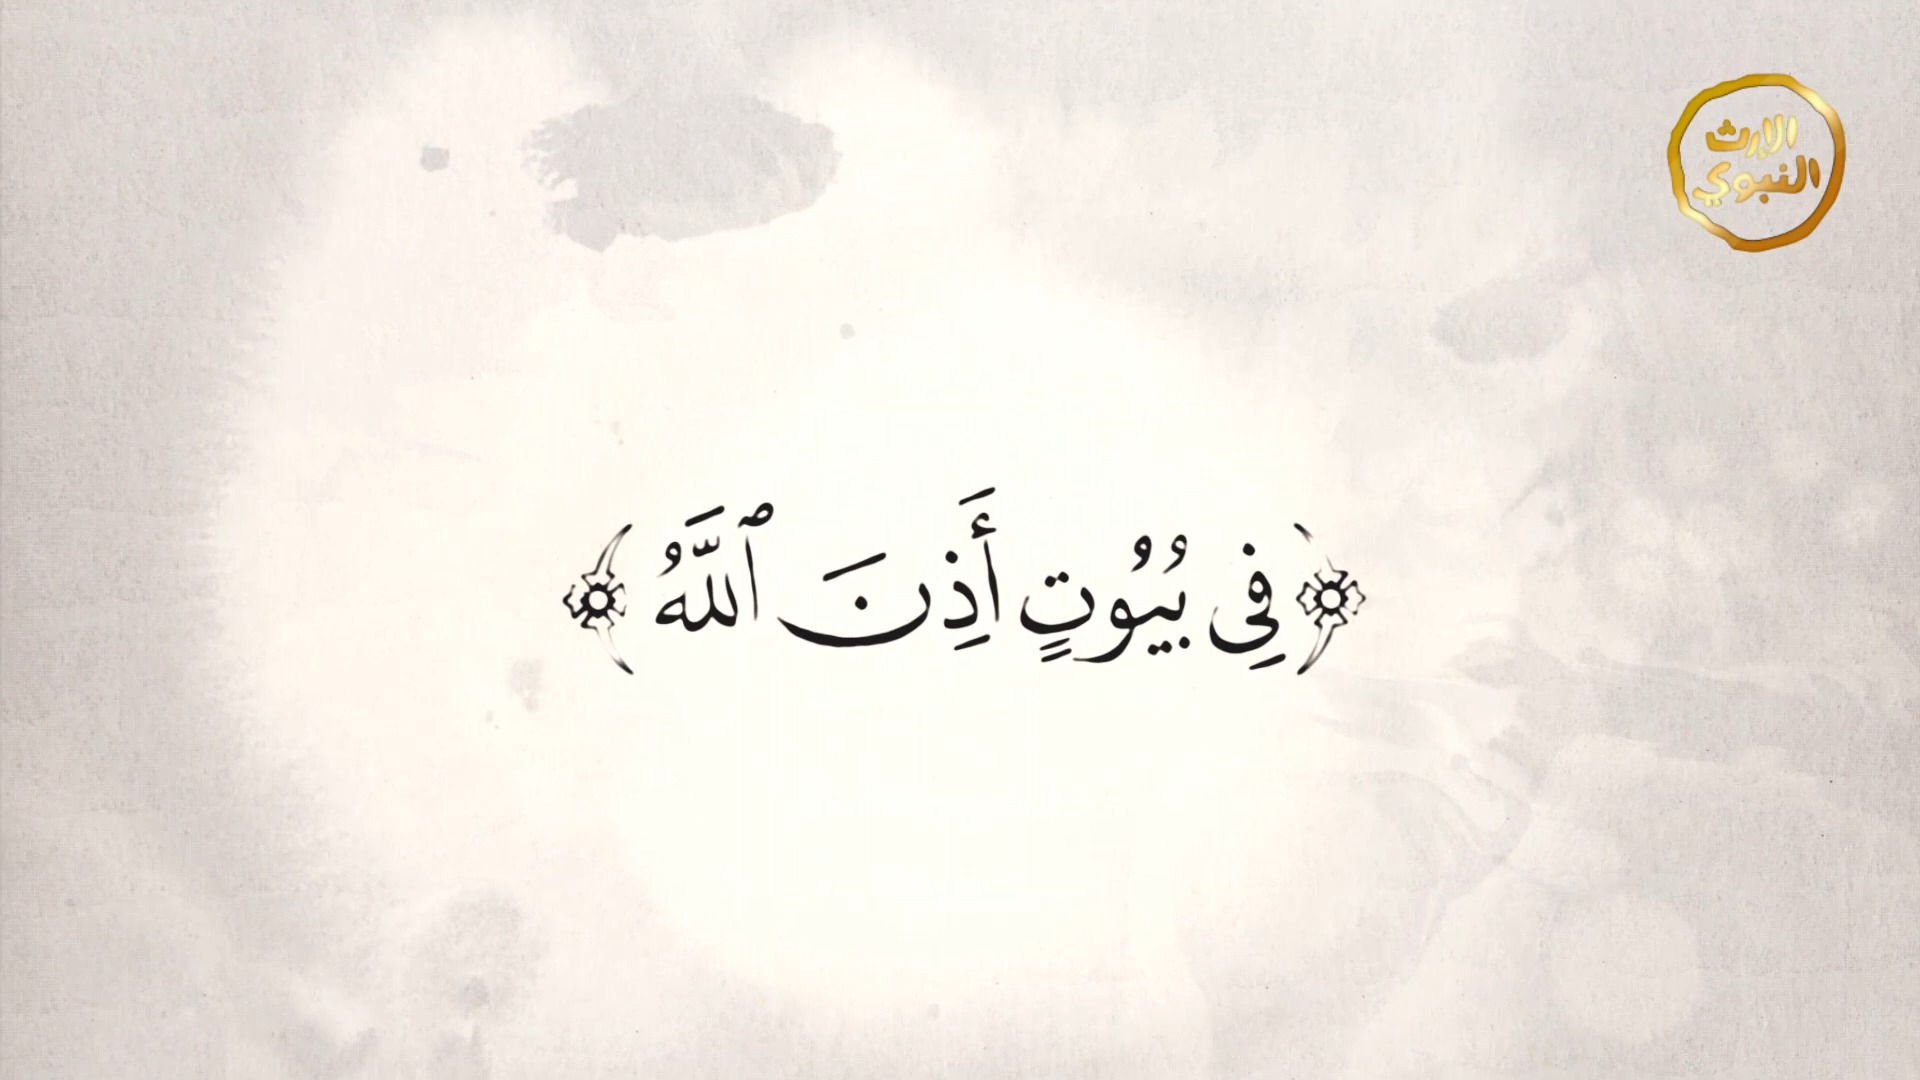 الإرث
النبوي
﴿فِى بُيُوتٍ أَذِنَ ٱللَّهُ﴾